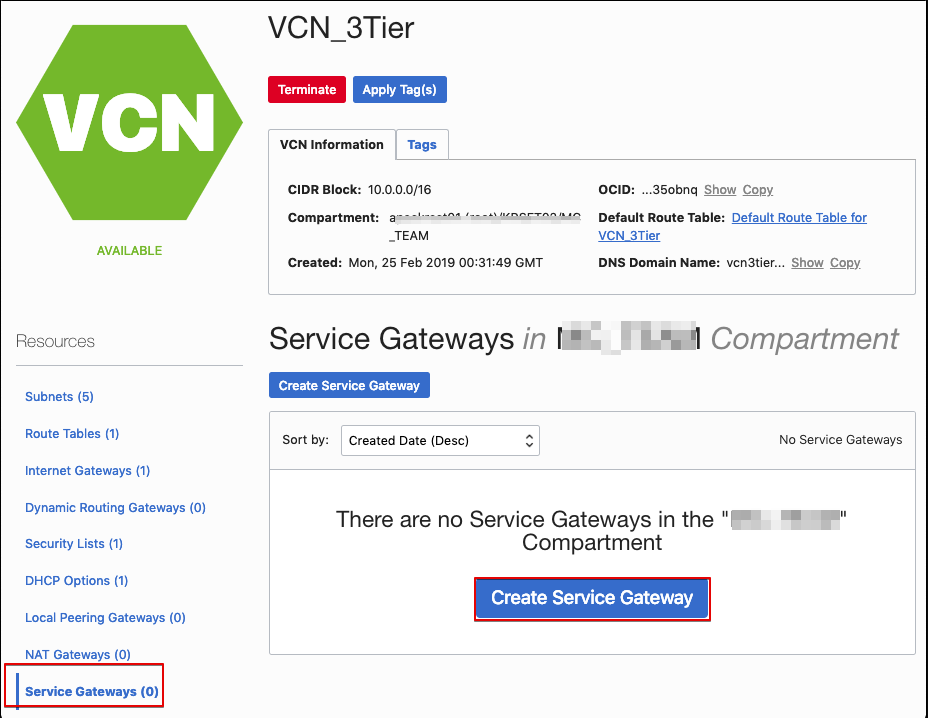 VCN
AVAILABLE
VCN_3Tier
Terminate
Apply Tag(s)
VCN Information
Tags
CIDR Block: 10.0.0.0/16
Compartment:
_TEAM
Created: Mon, 25 Feb 2019 00:31:49 GMT
OCID: ...35obnq Show Copy
Default Route Table: Default Route Table for
VCN_3Tier
DNS Domain Name: vcn3tier... Show Copy
Resources
Subnets (5)
Route Tables (1)
Internet Gateways (1)
Dynamic Routing Gateways (0)
Security Lists (1)
DHCP Options (1)
Local Peering Gateways (0)
NAT Gateways (0)
Service Gateways (0)
Service Gateways in Compartment
Create Service Gateway
Sort by: Created Date (Desc)
No Service Gateways
There are no Service Gateways in the " "
Compartment
Create Service Gateway